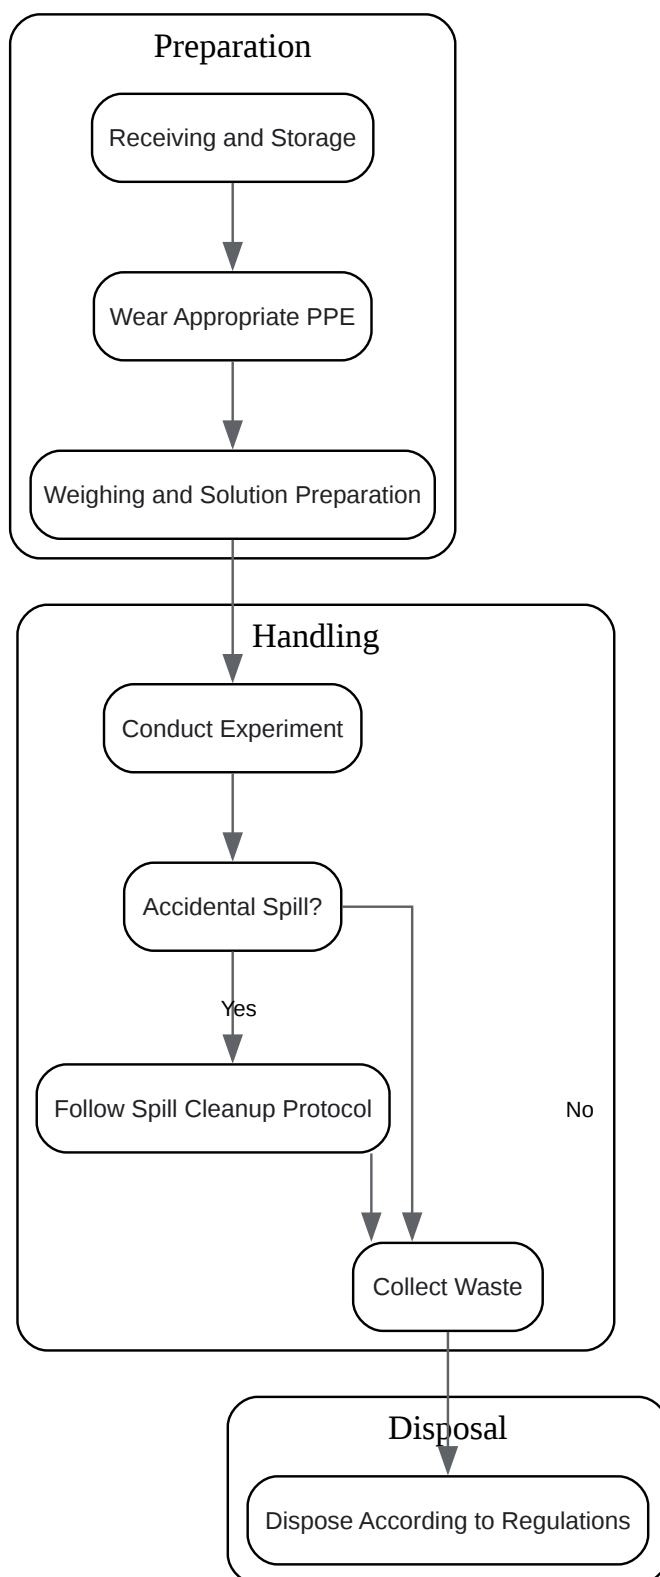 Preparation
Receiving and Storage
Wear Appropriate PPE
Weighing and Solution Preparation
Handling
Conduct Experiment
Accidental Spill?
Yes
Follow Spill Cleanup Protocol
No
Collect Waste
Disposal
Dispose According to Regulations